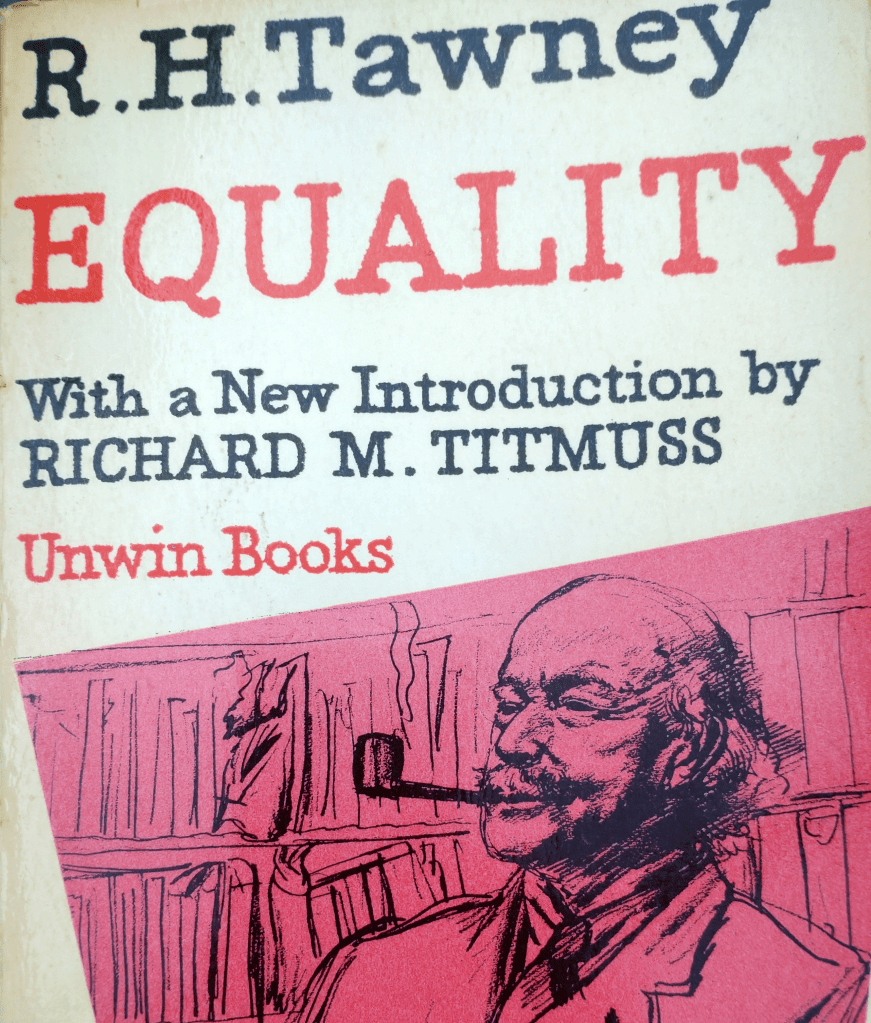 R.H.Tawney
EQUALITY
With a New Introduction by
RICHARD M. TITMUSS
Unwin Books